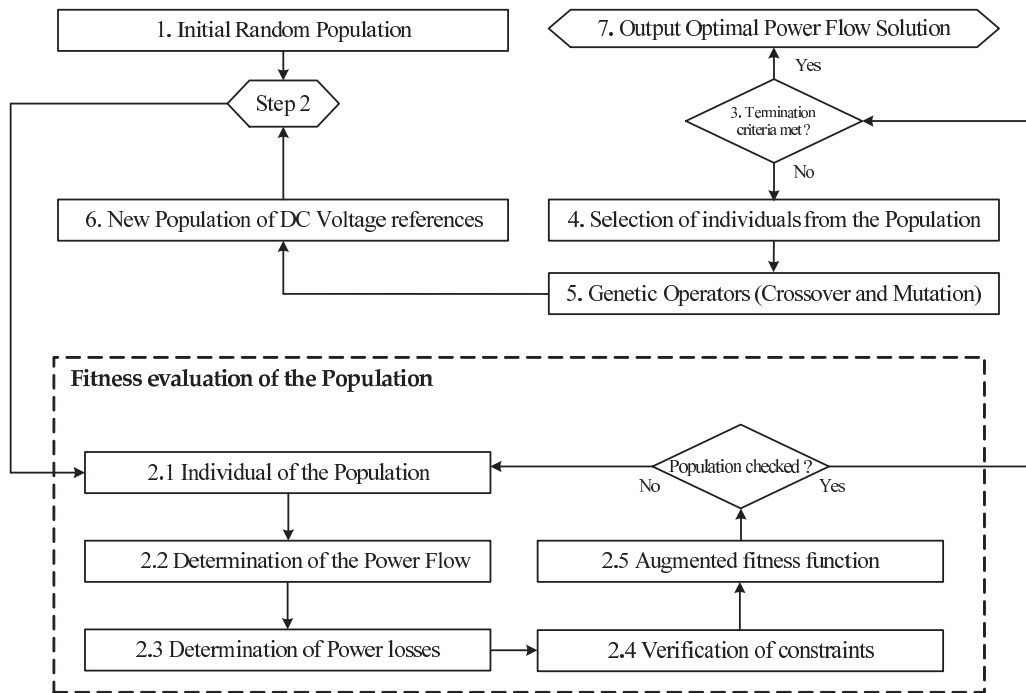 1. Initial Random Population
Step 2
6. New Population of DC Voltage references
7. Output Optimal Power Flow Solution
Yes
3. Termination
criteria met ?
No
4. Selection of individuals from the Population
5. Genetic Operators (Crossover and Mutation)
Fitness evaluation of the Population
2.1 Individual of the Population
Population checked ?
No
Yes
2.2 Determination of the Power Flow
2.5 Augmented fitness function
2.3 Determination of Power losses
2.4 Verification of constraints